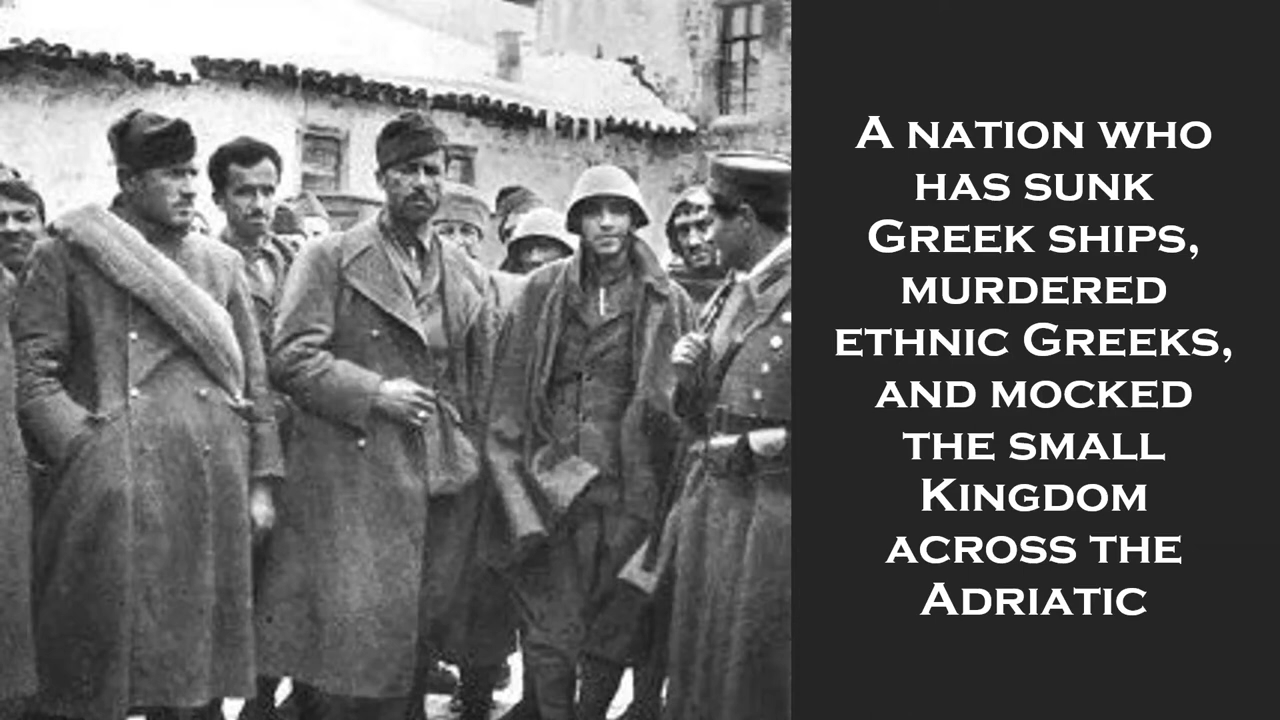 A NATION WHO
HAS SUNK
GREEK SHIPS,
MURDERED
ETHNIC GREEKS,
AND MOCKED
THE SMALL
KINGDOM
ACROSS THE
ADRIATIC